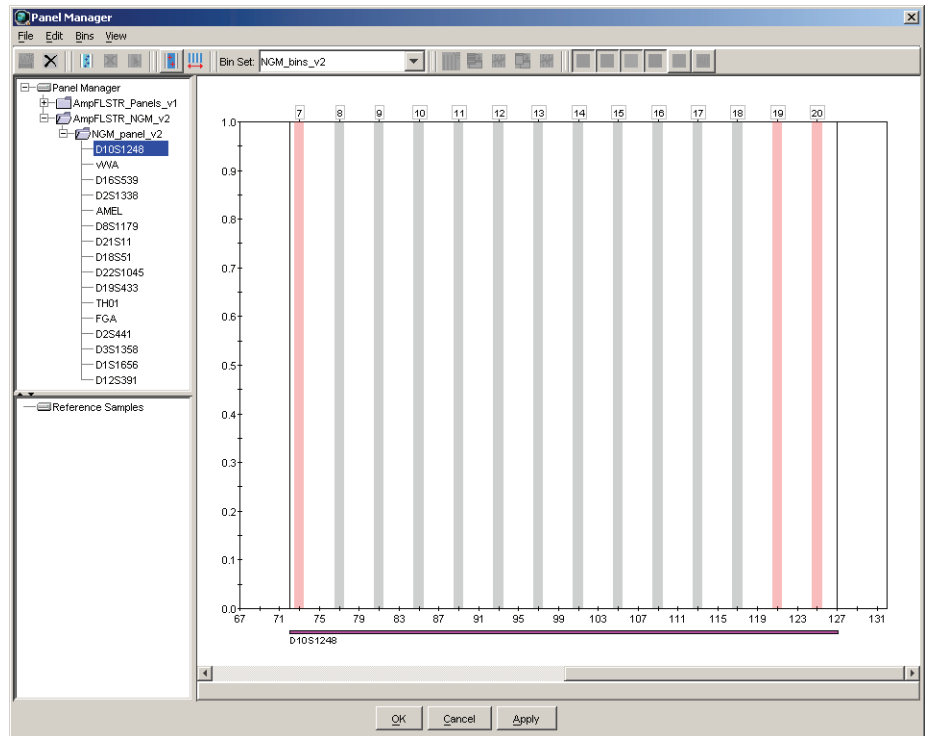 Panel Manager
File Edit Bins View
Bin Set: NGM_bins_v2
Panel Manager
AmpFLSTR_Panels_v1
AmpFLSTR_NGM_v2
NGM_panel_v2
D10S1248
vWA
D16S539
D2S1338
AMEL
D8S1179
D21S11
D18S51
D22S1045
D19S433
TH01
FGA
D2S441
D3S1358
D1S1656
D12S391
Reference Samples
7 8 9 10 11 12 13 14 15 16 17 18 19 20
1.0
0.9
0.8
0.7
0.6
0.5
0.4
0.3
0.2
0.1
0.0
67 71 75 79 83 87 91 95 99 103 107 111 115 119 123 127 131
D10S1248
OK Cancel Apply